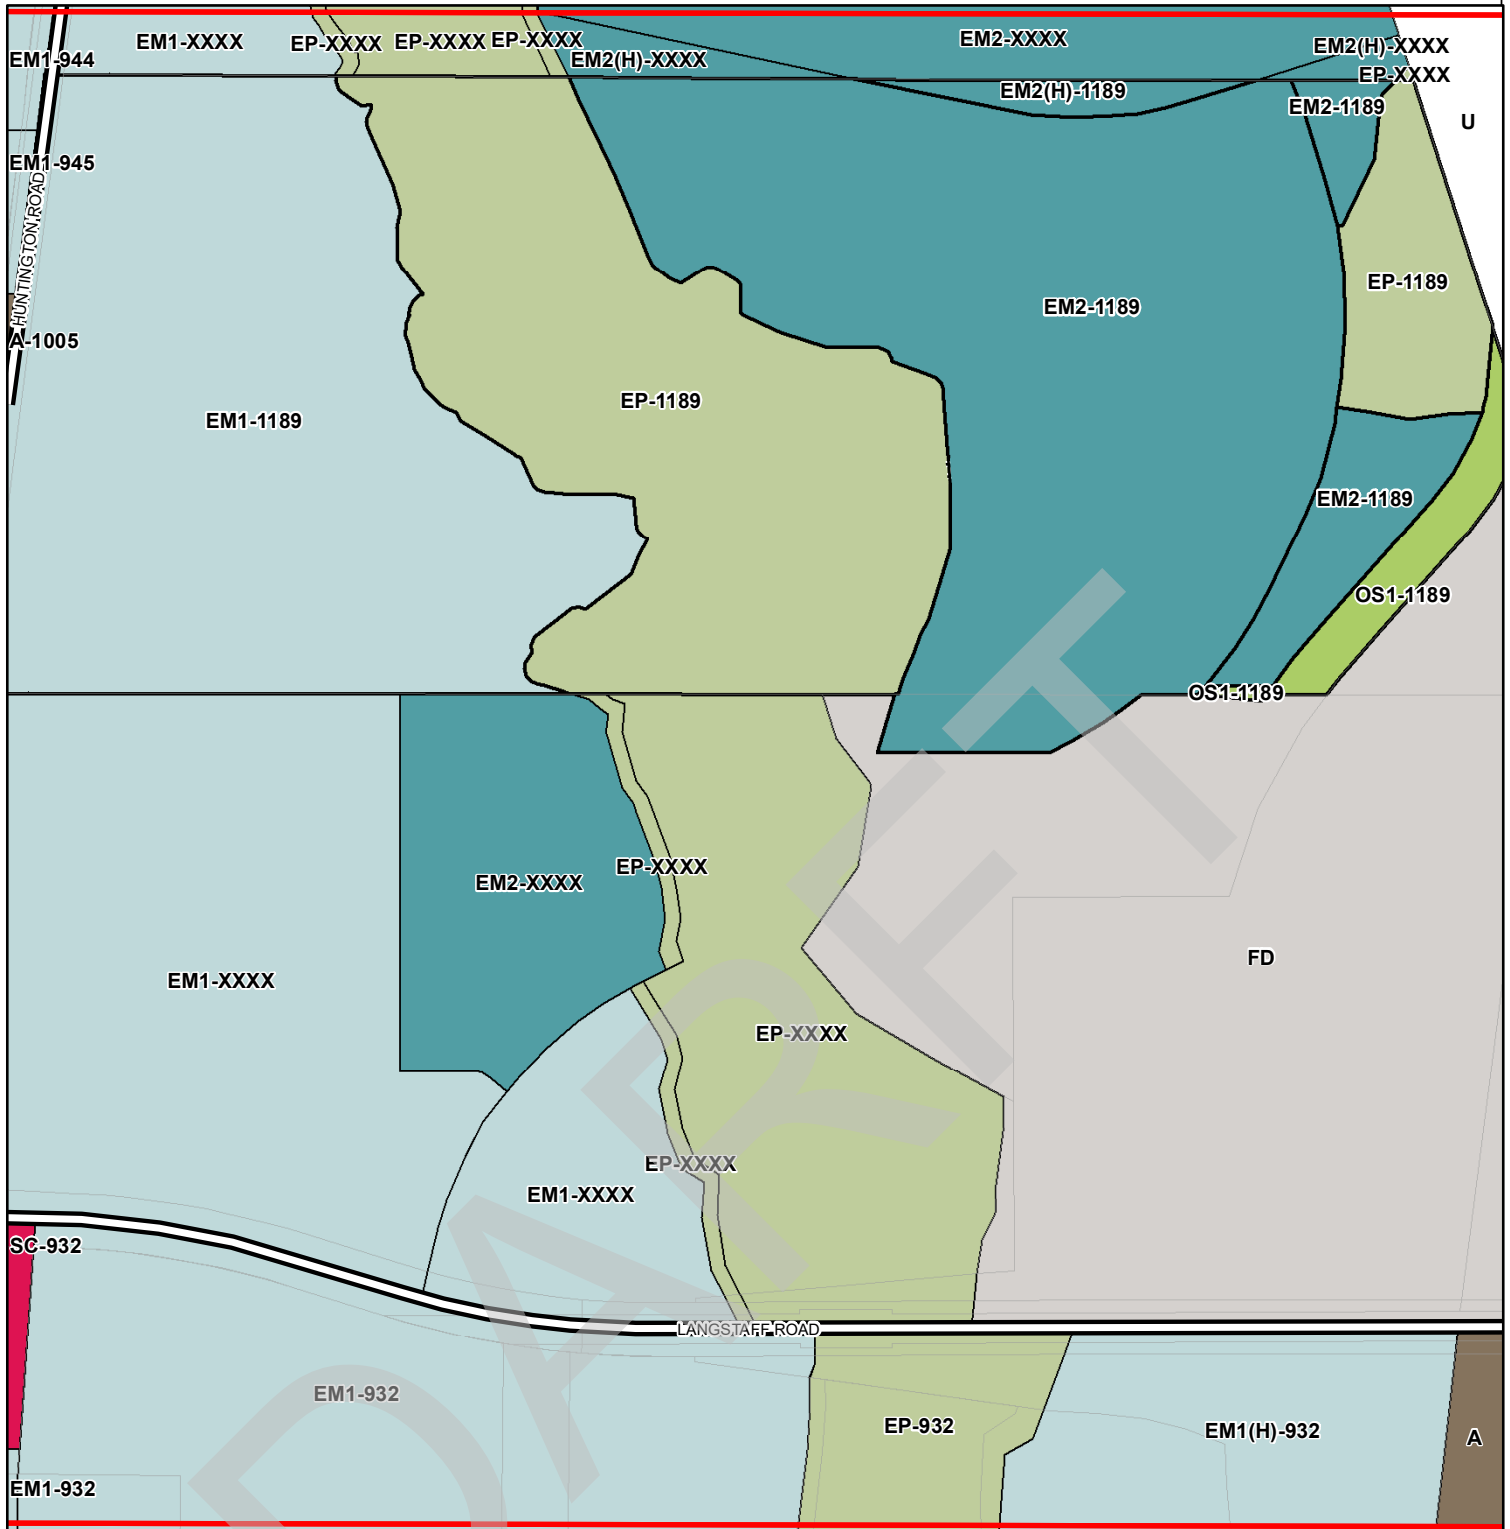 EM1-XXXX
EP-XXXX
EP-XXXX
EP-XXXX
EM2-XXXX
EM2(H)-XXXX
EM1-944
EM2(H)-XXXX
EP-XXXX
EM2(H)-1189
EM2-1189
U
EM1-945
HUNTINGTON ROAD
EP-1189
EM2-1189
A-1005
EP-1189
EM1-1189
EM2-1189
OS1-1189
OS1-1189
EP-XXXX
EM2-XXXX
FD
EM1-XXXX
EP-XXXX
EP-XXXX
EM1-XXXX
SC-932
LANGSTAFF ROAD
EM1-932
EP-932
EM1(H)-932
A
EM1-932
DRAFT